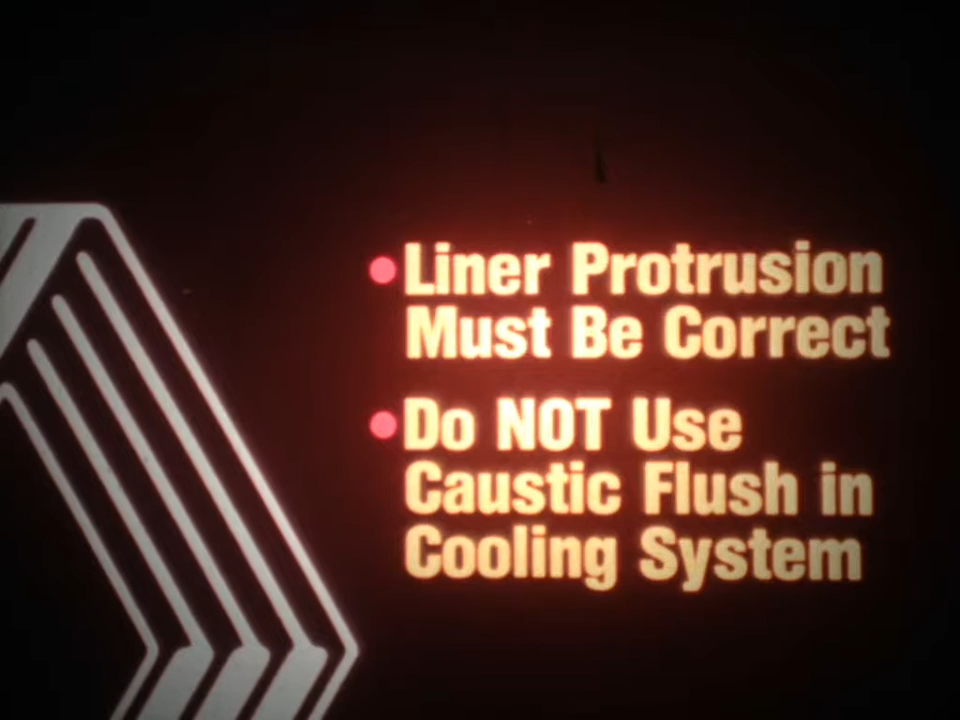 • Liner Protrusion
Must Be Correct
• Do NOT Use
Caustic Flush in
Cooling System